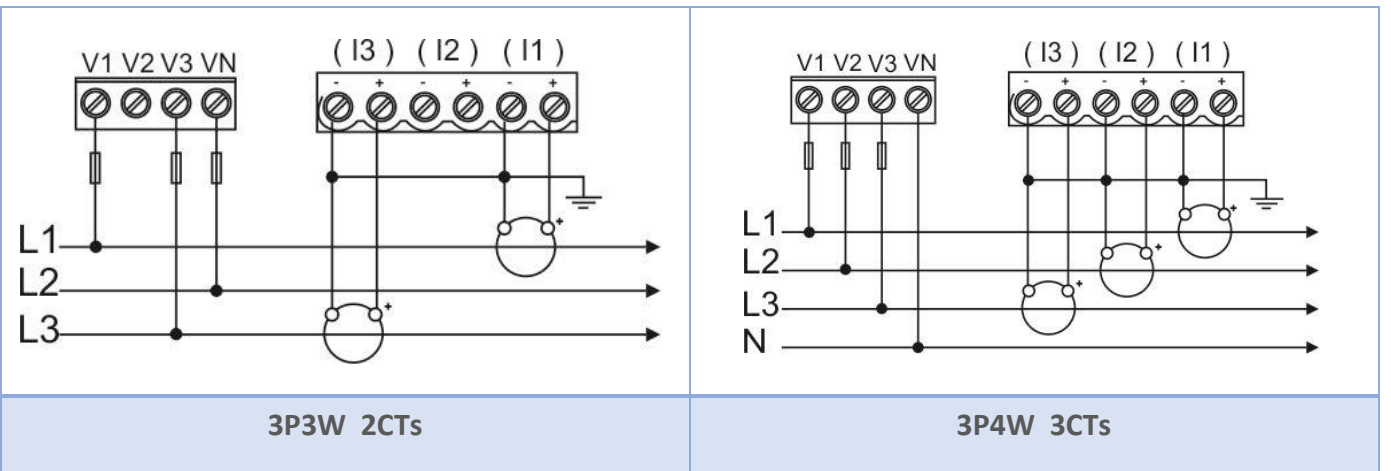 V1 V2 V3 VN
( I3 ) ( I2 ) ( I1 )
- + - + - +
+
L1
L2
+
L3
3P3W 2CTs
V1 V2 V3 VN
( I3 ) ( I2 ) ( I1 )
- + - + - +
+
L1
+
L2
+
L3
N
3P4W 3CTs